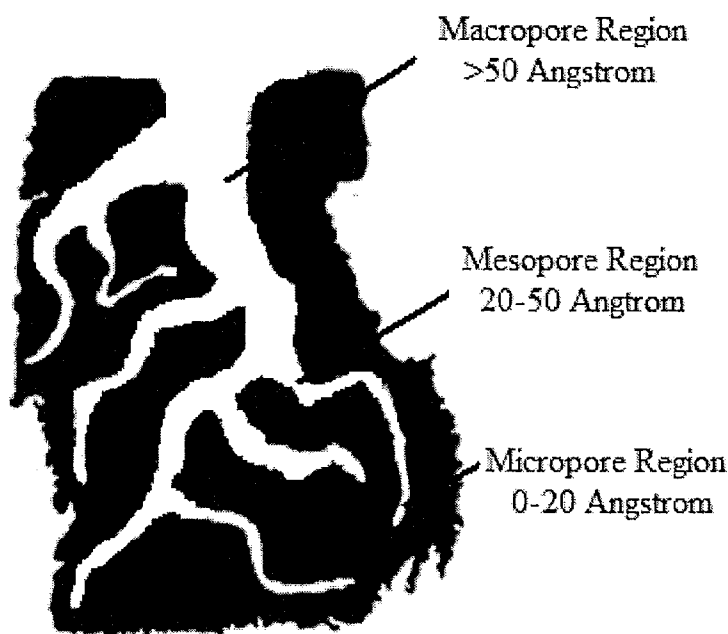 Macropore Region
>50 Angstrom
Mesopore Region
20-50 Angtrom
Micropore Region
0-20 Angstrom